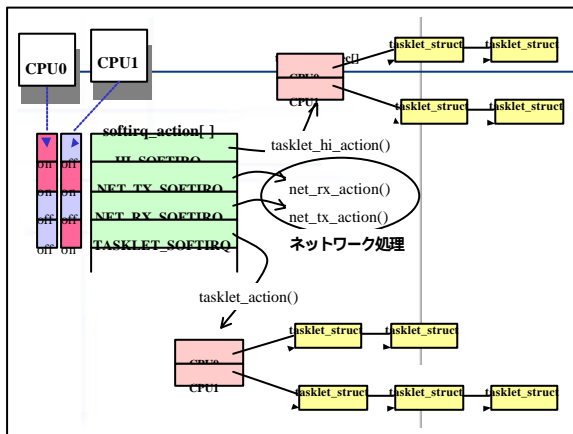 CPU0
CPU1
softirq_action[ ]
HI_SOFTIRQ
NET_TX_SOFTIRQ
NET_RX_SOFTIRQ
TASKLET_SOFTIRQ
on
on
off
off
off
off
off
on
CPU0
CPU1
tasklet_struct
tasklet_struct
tasklet_struct
tasklet_struct
tasklet_hi_action()
net_rx_action()
net_tx_action()
ネットワーク処理
tasklet_action()
CPU0
CPU1
tasklet_struct
tasklet_struct
tasklet_struct
tasklet_struct
tasklet_struct